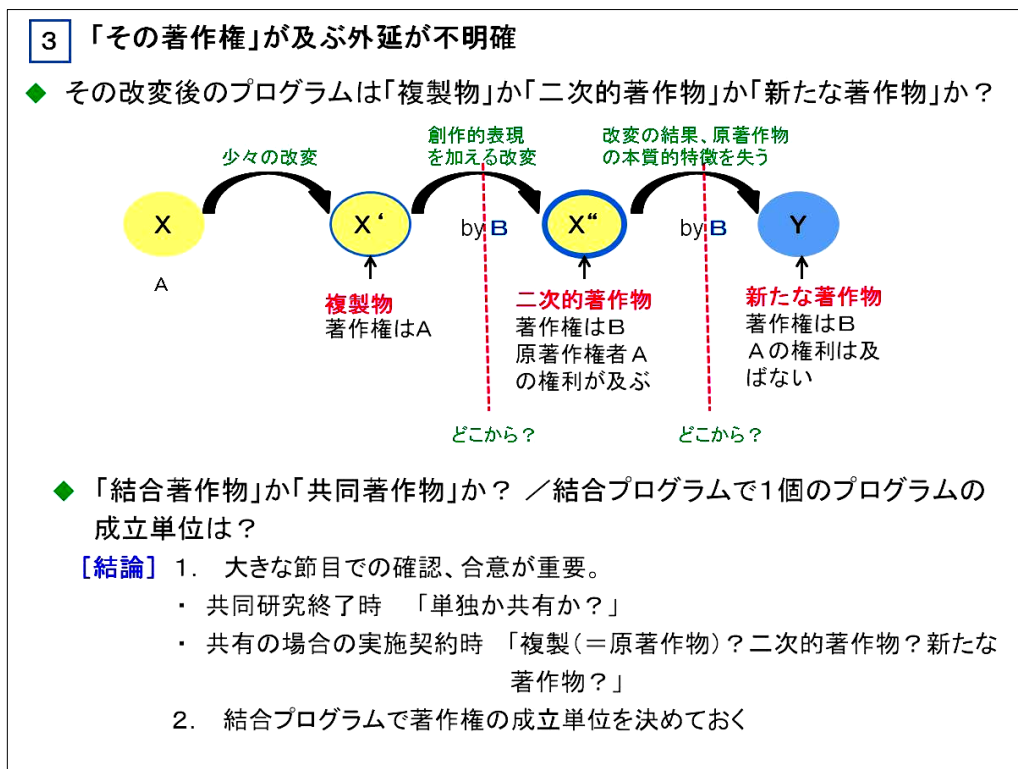 3 「その著作権」が及ぶ外延が不明確
◆ その改変後のプログラムは「複製物」か「二次的著作物」か「新たな著作物」か?
少々の改変
創作的表現
を加える改変
改変の結果、原著作物
の本質的特徴を失う
X
X‘
by B
X“
by B
Y
A
複製物
著作権はA
二次的著作物
著作権はB
原著作権者A
の権利が及ぶ
新たな著作物
著作権はB
Aの権利は及
ばない
どこから?
どこから?
◆ 「結合著作物」か「共同著作物」か? /結合プログラムで1個のプログラムの
成立単位は?
[結論] 1. 大きな節目での確認、合意が重要。
・ 共同研究終了時 「単独か共有か?」
・ 共有の場合の実施契約時 「複製(=原著作物)?二次的著作物?新たな
著作物?」
2. 結合プログラムで著作権の成立単位を決めておく